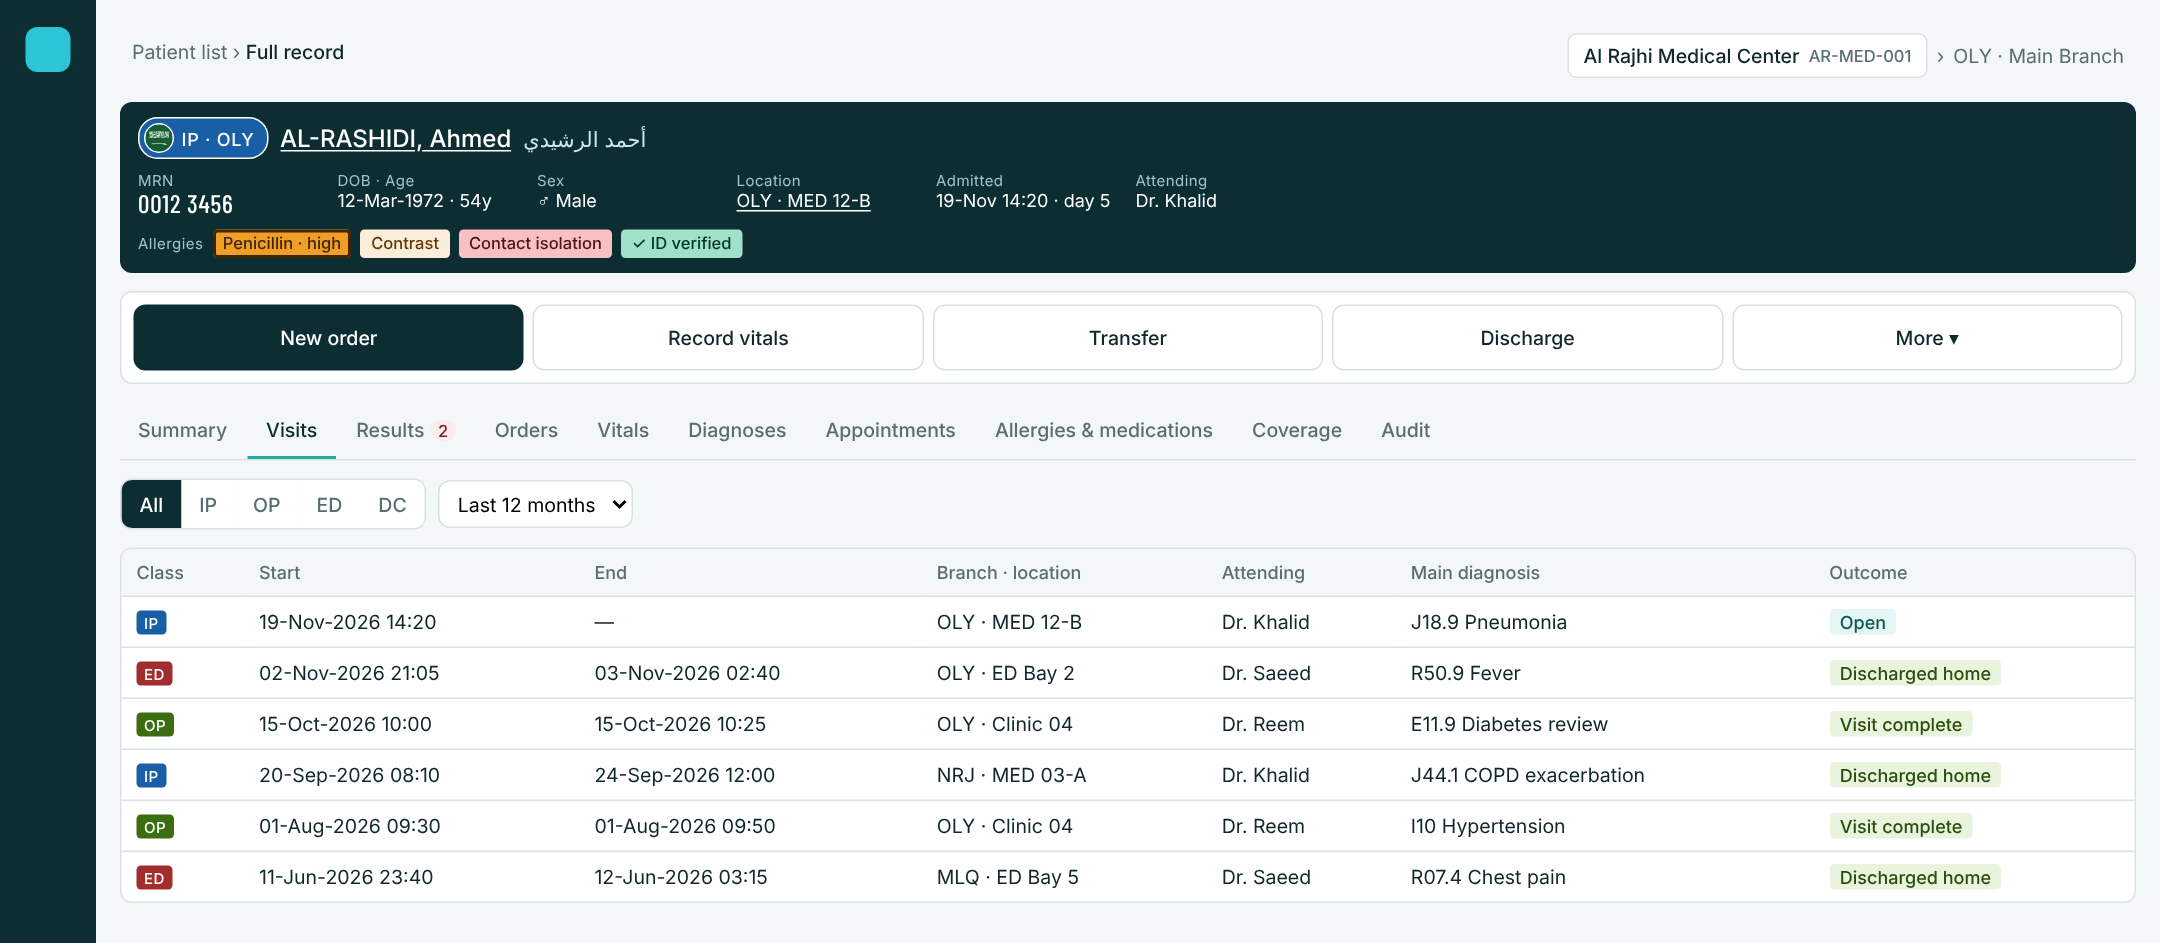 Patient list › Full record
Al Rajhi Medical Center AR-MED-001 › OLY · Main Branch
IP · OLY AL-RASHIDI, Ahmed أحمد الرشيدي
MRN DOB · Age Sex Location Admitted Attending
0012 3456 12-Mar-1972 · 54y ♂ Male OLY · MED 12-B 19-Nov 14:20 · day 5 Dr. Khalid
Allergies Penicillin · high Contrast Contact isolation ✓ ID verified
New order Record vitals Transfer Discharge More ▾
Summary Visits Results 2 Orders Vitals Diagnoses Appointments Allergies & medications Coverage Audit
All IP OP ED DC Last 12 months
Class Start End Branch · location Attending Main diagnosis Outcome
IP 19-Nov-2026 14:20 — OLY · MED 12-B Dr. Khalid J18.9 Pneumonia Open
ED 02-Nov-2026 21:05 03-Nov-2026 02:40 OLY · ED Bay 2 Dr. Saeed R50.9 Fever Discharged home
OP 15-Oct-2026 10:00 15-Oct-2026 10:25 OLY · Clinic 04 Dr. Reem E11.9 Diabetes review Visit complete
IP 20-Sep-2026 08:10 24-Sep-2026 12:00 NRJ · MED 03-A Dr. Khalid J44.1 COPD exacerbation Discharged home
OP 01-Aug-2026 09:30 01-Aug-2026 09:50 OLY · Clinic 04 Dr. Reem I10 Hypertension Visit complete
ED 11-Jun-2026 23:40 12-Jun-2026 03:15 MLQ · ED Bay 5 Dr. Saeed R07.4 Chest pain Discharged home